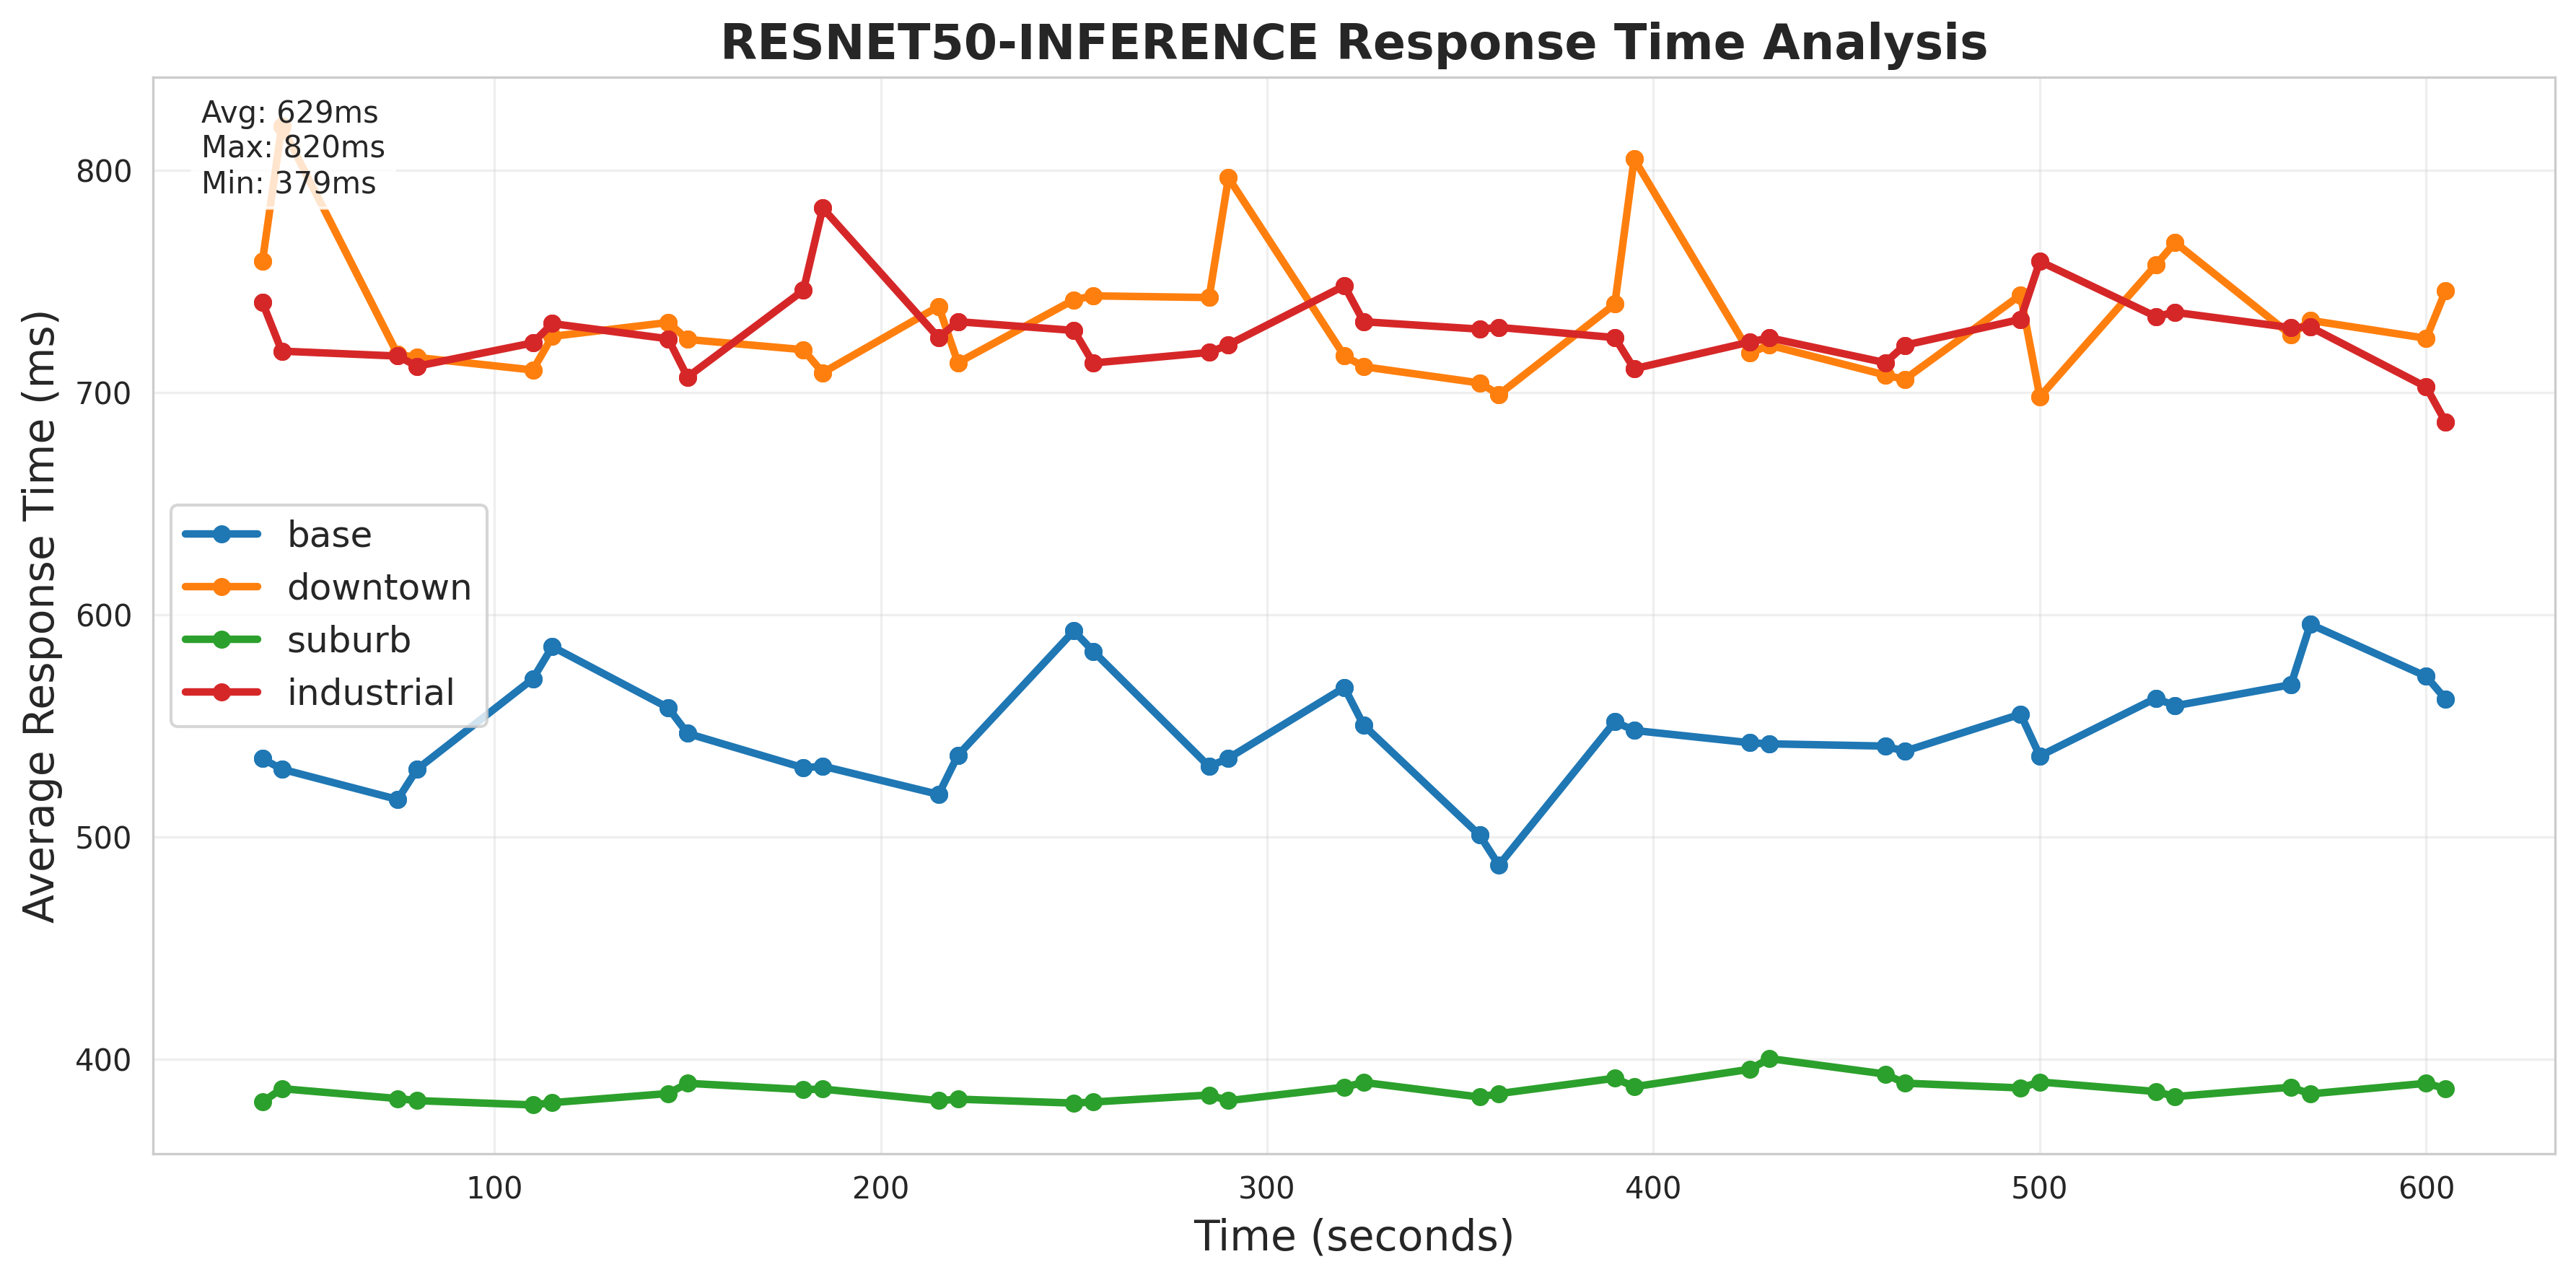 RESNET50-INFERENCE Response Time Analysis
Avg: 629ms
Max: 820ms
Min: 379ms
Average Response Time (ms)
800
700
600
500
400
base
downtown
suburb
industrial
100
200
300
400
500
600
Time (seconds)